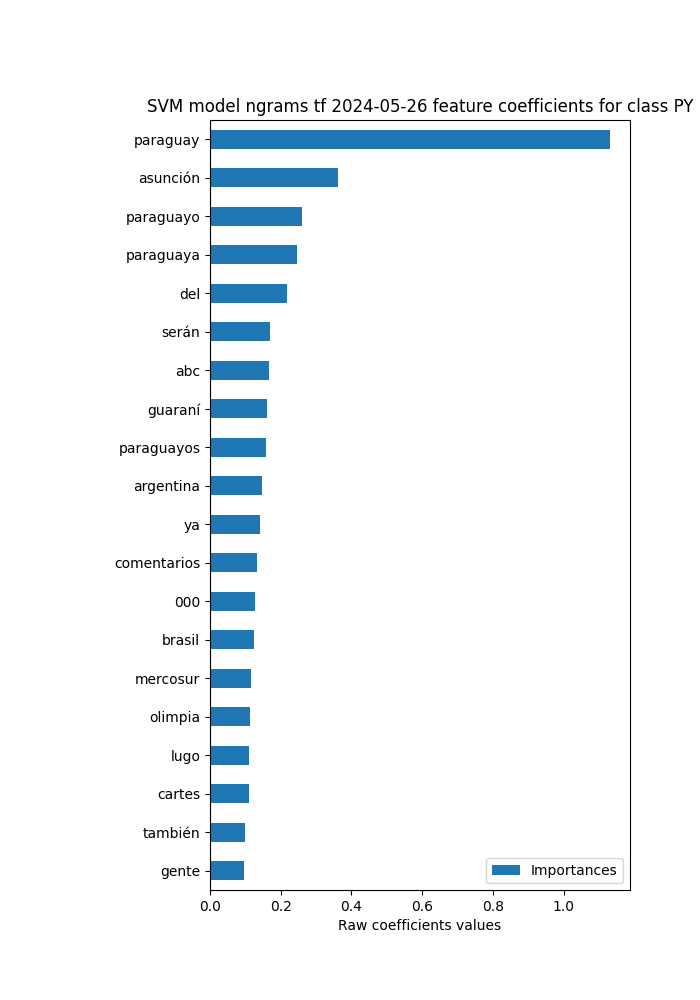 SVM model ngrams tf 2024-05-26 feature coefficients for class PY
paraguay
asunción
paraguayo
paraguaya
del
serán
abc
guaraní
paraguayos
argentina
ya
comentarios
000
brasil
mercosur
olimpia
lugo
cartes
también
gente
Importances
0.0 0.2 0.4 0.6 0.8 1.0
Raw coefficients values